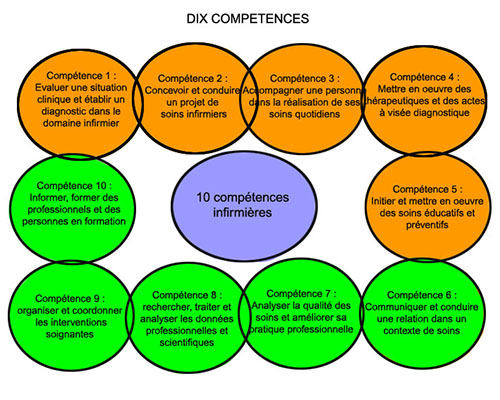 DIX COMPETENCES
Compétence 1 :
Evaluer une situation
clinique et établir un
diagnostic dans le
domaine infirmier
Compétence 2 :
Concevoir et conduire
un projet de
soins infirmiers
Compétence 3 :
Accompagner une personne
dans la réalisation de ses
soins quotidiens
Compétence 4 :
Mettre en oeuvre des
thérapeutiques et des actes
à visée diagnostique
Compétence 10 :
Informer, former des
professionnels et des
personnes en formation
10 compétences
infirmières
Compétence 5 :
Initier et mettre en oeuvre
des soins éducatifs et
préventifs
Compétence 9 :
organiser et coordonner
les interventions
soignantes
Compétence 8 :
rechercher, traiter et
analyser les données
professionnelles et
scientifiques
Compétence 7 :
Analyser la qualité des
soins et améliorer sa
pratique professionnelle
Compétence 6 :
Communiquer et conduire
une relation dans un
contexte de soins